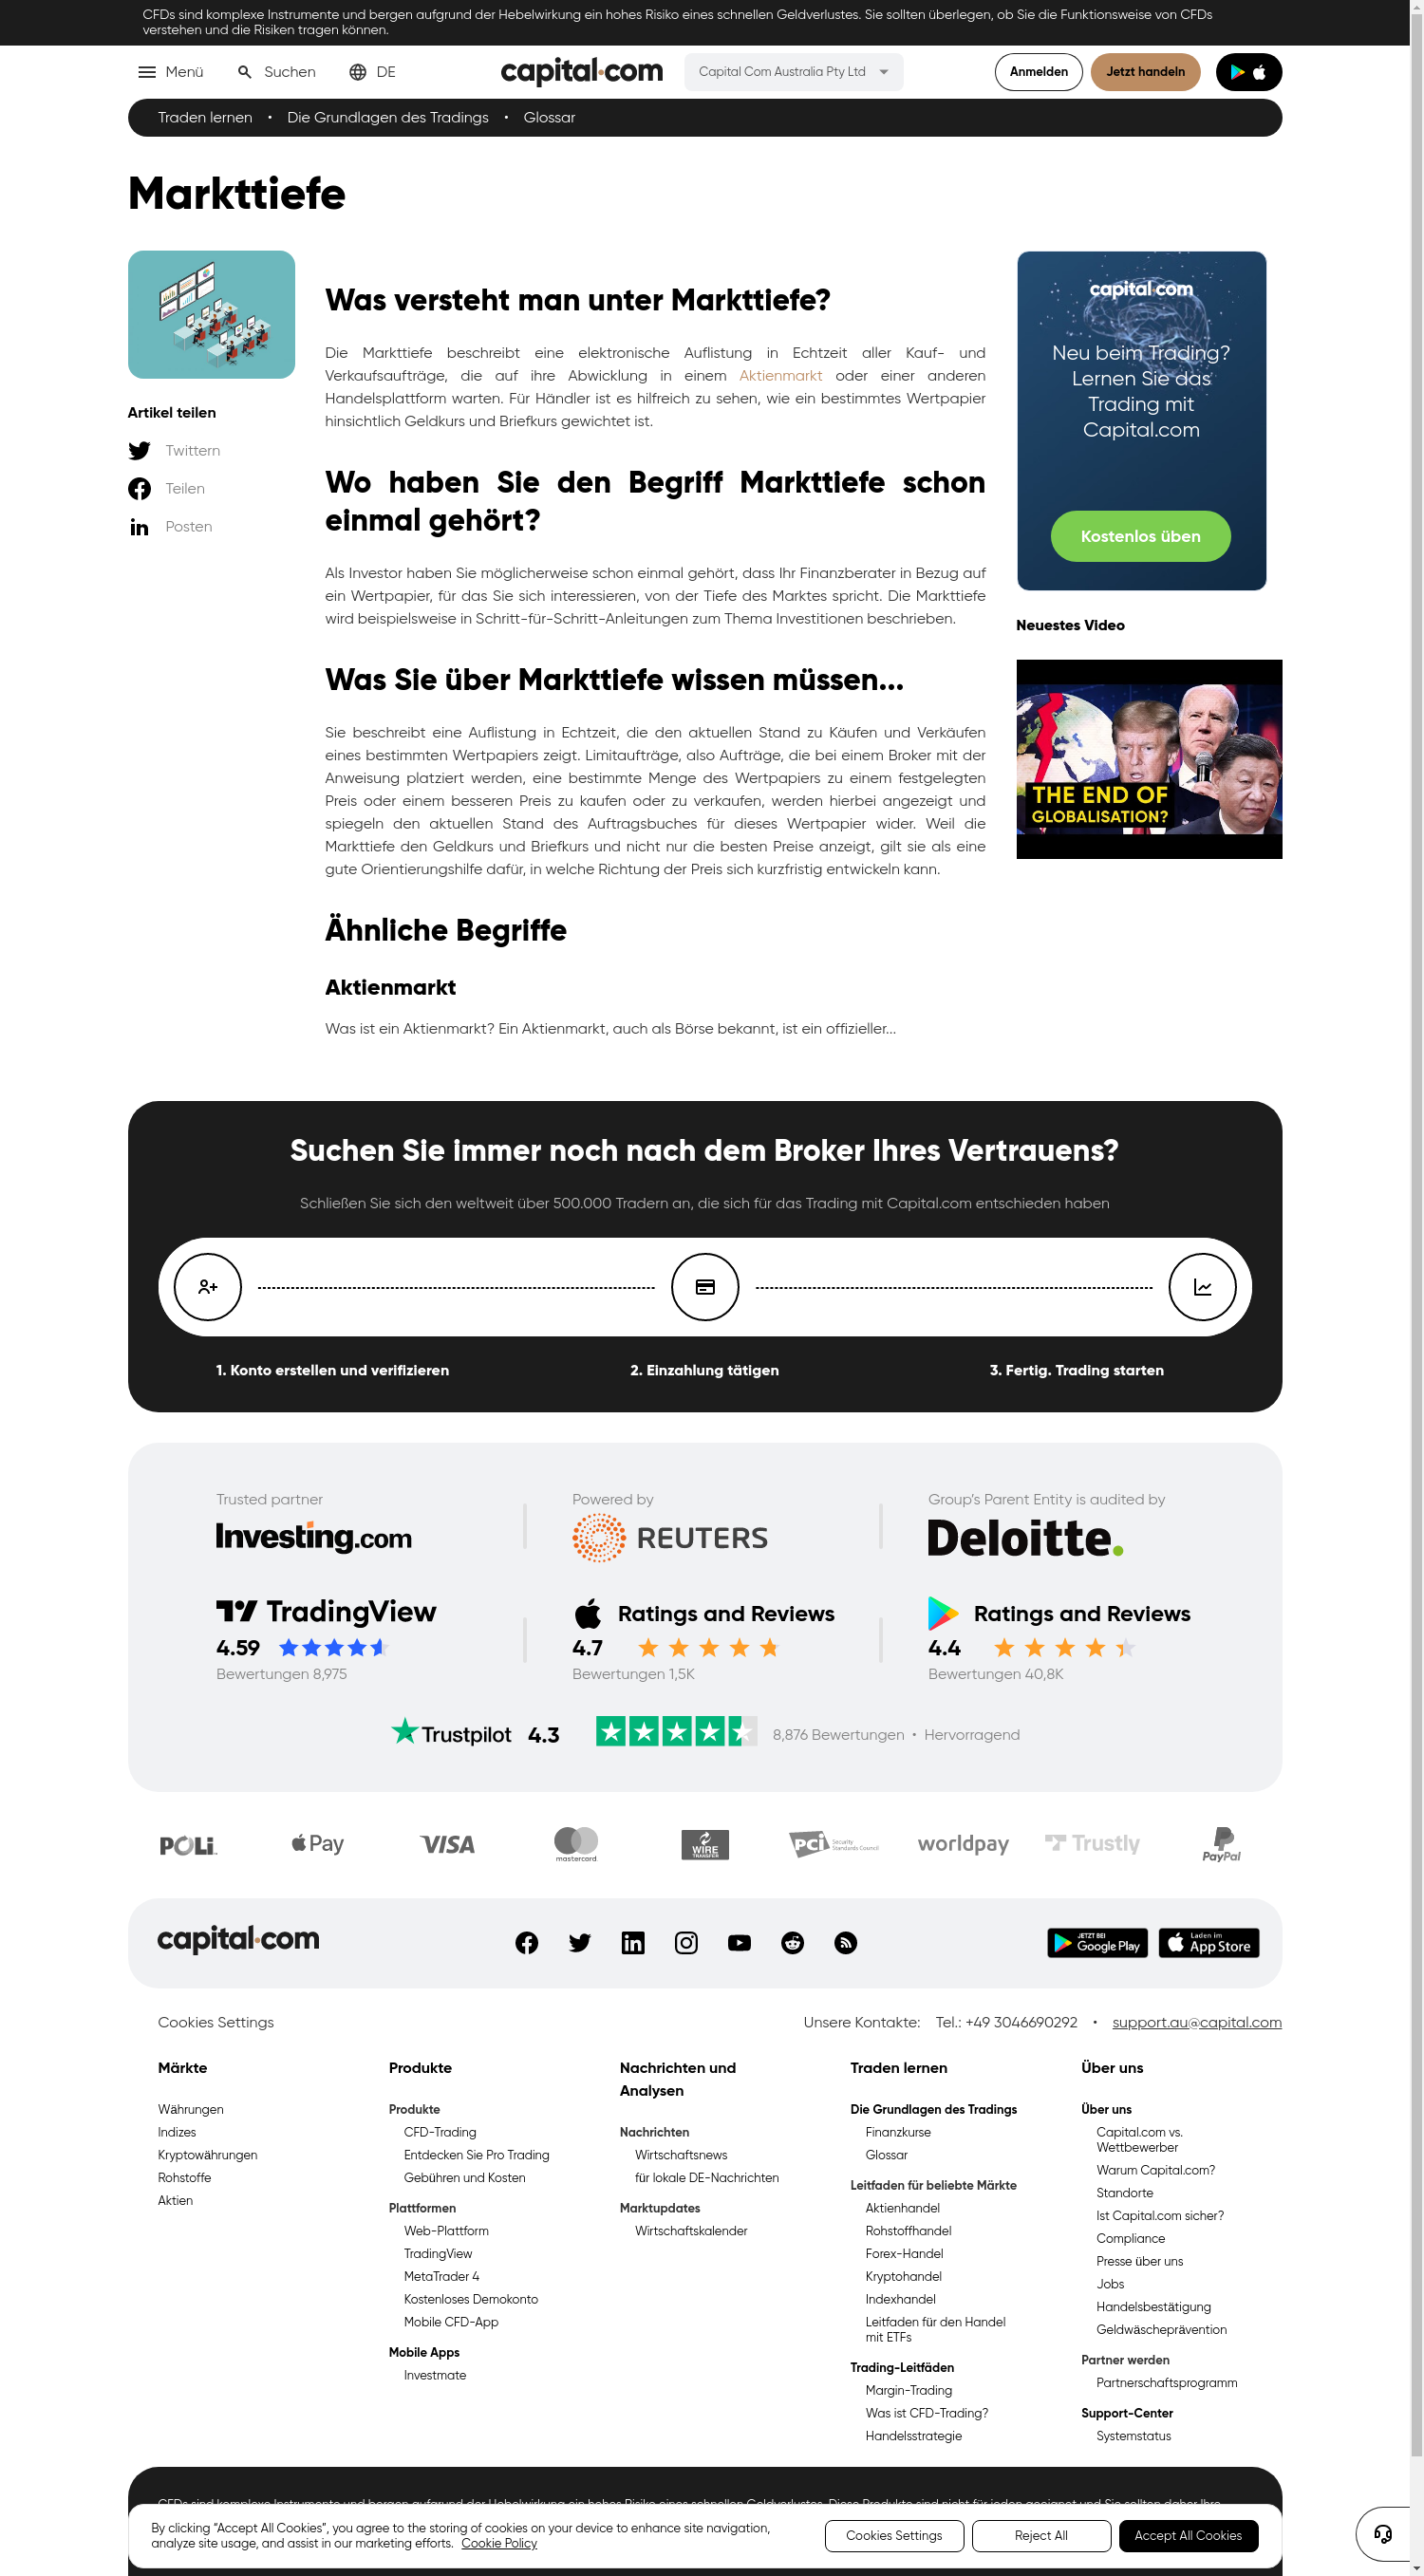 CFDs sind komplexe Instrumente und bergen aufgrund der Hebelwirkung ein hohes Risiko eines schnellen Geldverlustes. Sie sollten überlegen, ob Sie die Funktionsweise von CFDs
verstehen und die Risiken tragen können.
Menü
Suchen
DE
capital.com
Capital Com Australia Pty Ltd
Anmelden
Jetzt handeln
Traden lernen • Die Grundlagen des Tradings • Glossar
Markttiefe
Artikel teilen
Twittern
Teilen
Posten
Was versteht man unter Markttiefe?
Die Markttiefe beschreibt eine elektronische Auflistung in Echtzeit aller Kauf- und
Verkaufsaufträge, die auf ihre Abwicklung in einem Aktienmarkt oder einer anderen
Handelsplattform warten. Für Händler ist es hilfreich zu sehen, wie ein bestimmtes Wertpapier
hinsichtlich Geldkurs und Briefkurs gewichtet ist.
Wo haben Sie den Begriff Markttiefe schon
einmal gehört?
Als Investor haben Sie möglicherweise schon einmal gehört, dass Ihr Finanzberater in Bezug auf
ein Wertpapier, für das Sie sich interessieren, von der Tiefe des Marktes spricht. Die Markttiefe
wird beispielsweise in Schritt-für-Schritt-Anleitungen zum Thema Investitionen beschrieben.
Was Sie über Markttiefe wissen müssen...
Sie beschreibt eine Auflistung in Echtzeit, die den aktuellen Stand zu Käufen und Verkäufen
eines bestimmten Wertpapiers zeigt. Limitaufträge, also Aufträge, die bei einem Broker mit der
Anweisung platziert werden, eine bestimmte Menge des Wertpapiers zu einem festgelegten
Preis oder einem besseren Preis zu kaufen oder zu verkaufen, werden hierbei angezeigt und
spiegeln den aktuellen Stand des Auftragsbuches für dieses Wertpapier wider. Weil die
Markttiefe den Geldkurs und Briefkurs und nicht nur die besten Preise anzeigt, gilt sie als eine
gute Orientierungshilfe dafür, in welche Richtung der Preis sich kurzfristig entwickeln kann.
Ähnliche Begriffe
Aktienmarkt
Was ist ein Aktienmarkt? Ein Aktienmarkt, auch als Börse bekannt, ist ein offizieller...
capital.com
Neu beim Trading?
Lernen Sie das
Trading mit
Capital.com
Kostenlos üben
Neuestes Video
THE END OF
GLOBALISATION?
Suchen Sie immer noch nach dem Broker Ihres Vertrauens?
Schließen Sie sich den weltweit über 500.000 Tradern an, die sich für das Trading mit Capital.com entschieden haben
1. Konto erstellen und verifizieren
2. Einzahlung tätigen
3. Fertig. Trading starten
Trusted partner
Investing.com
Powered by
REUTERS
Group's Parent Entity is audited by
Deloitte.
TradingView
4.59
Bewertungen 8,975
Ratings and Reviews
4.7
Bewertungen 1,5K
Ratings and Reviews
4.4
Bewertungen 40,8K
Trustpilot 4.3
8,876 Bewertungen • Hervorragend
POLi
Pay
VISA
mastercard
WIRE
TRANSFER
PCI Security
Standards Council
worldpay
Trustly
PayPal
capital.com
JETZT BEI
Google Play
Laden im
App Store
Cookies Settings
Unsere Kontakte: Tel.: +49 3046690292 • support.au@capital.com
Märkte
Währungen
Indizes
Kryptowährungen
Rohstoffe
Aktien
Produkte
Produkte
CFD-Trading
Entdecken Sie Pro Trading
Gebühren und Kosten
Plattformen
Web-Plattform
TradingView
MetaTrader 4
Kostenloses Demokonto
Mobile CFD-App
Mobile Apps
Investmate
Nachrichten und
Analysen
Nachrichten
Wirtschaftsnews
für lokale DE-Nachrichten
Marktupdates
Wirtschaftskalender
Traden lernen
Die Grundlagen des Tradings
Finanzkurse
Glossar
Leitfaden für beliebte Märkte
Aktienhandel
Rohstoffhandel
Forex-Handel
Kryptohandel
Indexhandel
Leitfaden für den Handel
mit ETFs
Trading-Leitfäden
Margin-Trading
Was ist CFD-Trading?
Handelsstrategie
Über uns
Über uns
Capital.com vs.
Wettbewerber
Warum Capital.com?
Standorte
Ist Capital.com sicher?
Compliance
Presse über uns
Jobs
Handelsbestätigung
Geldwäscheprävention
Partner werden
Partnerschaftsprogramm
Support-Center
Systemstatus
CFDs sind komplexe Instrumente und bergen aufgrund der Hebelwirkung ein hohes Risiko eines schnellen Geldverlustes. Diese Produkte sind nicht für jeden geeignet und Sie sollten daher Ihre
By clicking “Accept All Cookies”, you agree to the storing of cookies on your device to enhance site navigation,
analyze site usage, and assist in our marketing efforts. Cookie Policy
Cookies Settings
Reject All
Accept All Cookies